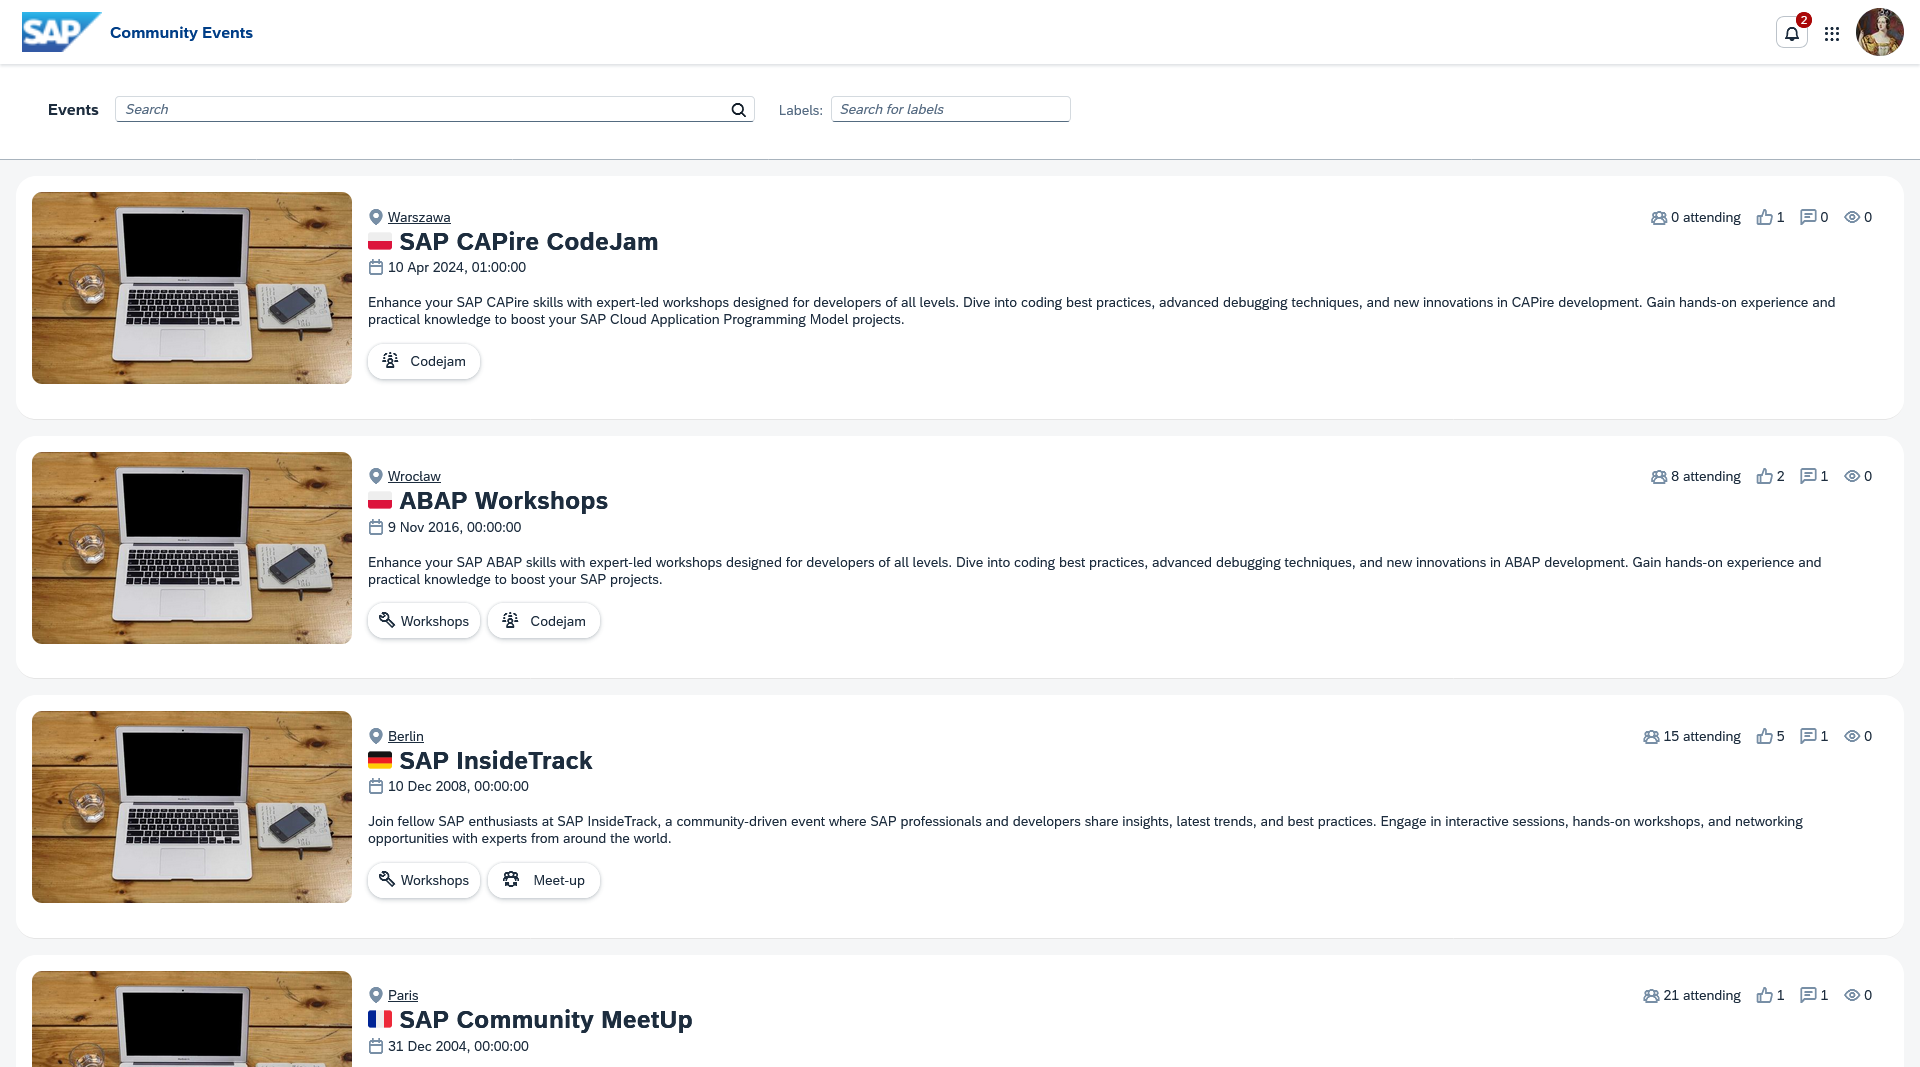 SAP
Community Events
2
Events
Search
Labels:
Search for labels
Warszawa
0 attending 1 0 0
SAP CAPire CodeJam
10 Apr 2024, 01:00:00
Enhance your SAP CAPire skills with expert-led workshops designed for developers of all levels. Dive into coding best practices, advanced debugging techniques, and new innovations in CAPire development. Gain hands-on experience and
practical knowledge to boost your SAP Cloud Application Programming Model projects.
Codejam
Wrocław
8 attending 2 1 0
ABAP Workshops
9 Nov 2016, 00:00:00
Enhance your SAP ABAP skills with expert-led workshops designed for developers of all levels. Dive into coding best practices, advanced debugging techniques, and new innovations in ABAP development. Gain hands-on experience and
practical knowledge to boost your SAP projects.
Workshops Codejam
Berlin
15 attending 5 1 0
SAP InsideTrack
10 Dec 2008, 00:00:00
Join fellow SAP enthusiasts at SAP InsideTrack, a community-driven event where SAP professionals and developers share insights, latest trends, and best practices. Engage in interactive sessions, hands-on workshops, and networking
opportunities with experts from around the world.
Workshops Meet-up
Paris
21 attending 1 1 0
SAP Community MeetUp
31 Dec 2004, 00:00:00